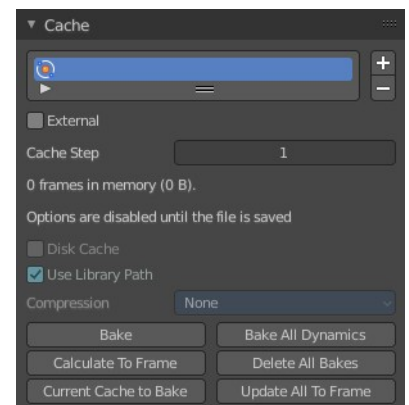 Cache
External
Cache Step 1
0 frames in memory (0 B).
Options are disabled until the file is saved
Disk Cache
Use Library Path
Compression None
Bake Bake All Dynamics
Calculate To Frame Delete All Bakes
Current Cache to Bake Update All To Frame